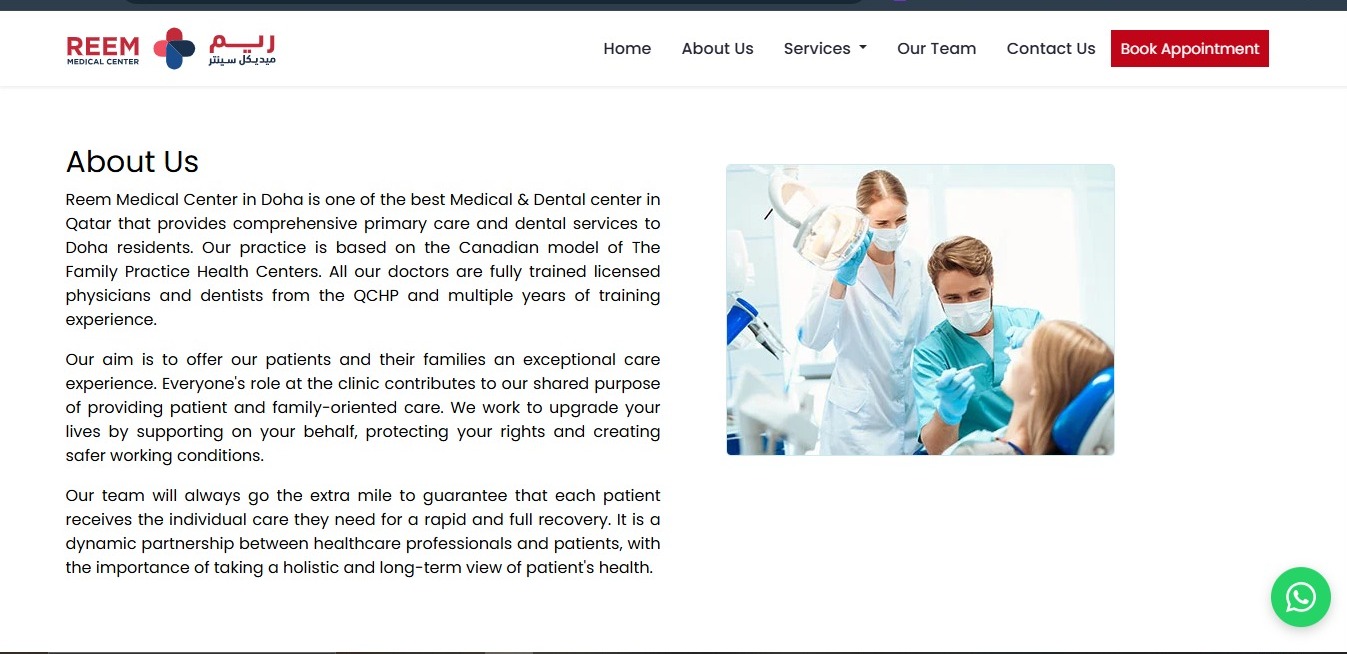 REEM
MEDICAL CENTER
ريم
ميديكل سينتر
Home
About Us
Services
Our Team
Contact Us
Book Appointment
About Us
Reem Medical Center in Doha is one of the best Medical & Dental center in
Qatar that provides comprehensive primary care and dental services to
Doha residents. Our practice is based on the Canadian model of The
Family Practice Health Centers. All our doctors are fully trained licensed
physicians and dentists from the QCHP and multiple years of training
experience.
Our aim is to offer our patients and their families an exceptional care
experience. Everyone's role at the clinic contributes to our shared purpose
of providing patient and family-oriented care. We work to upgrade your
lives by supporting on your behalf, protecting your rights and creating
safer working conditions.
Our team will always go the extra mile to guarantee that each patient
receives the individual care they need for a rapid and full recovery. It is a
dynamic partnership between healthcare professionals and patients, with
the importance of taking a holistic and long-term view of patient's health.